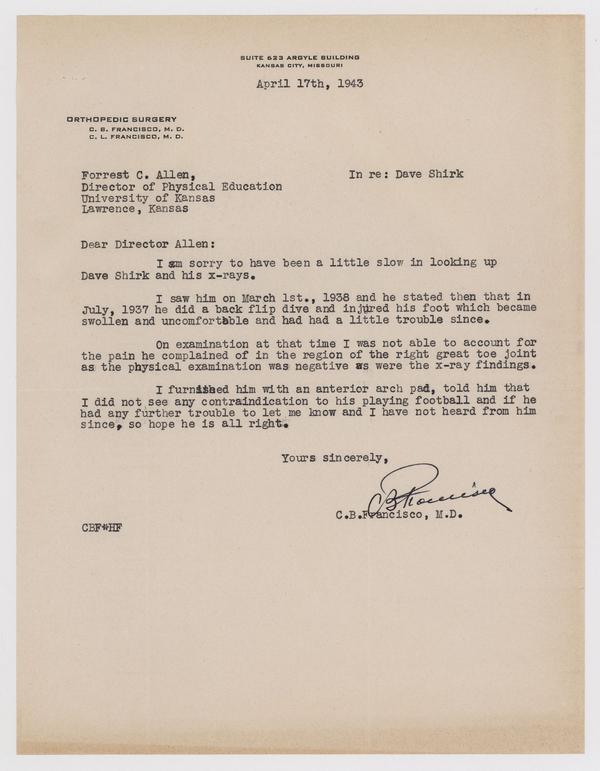 SUITE 623 ARGYLE BUILDING
KANSAS CITY, MISSOURI
April 17th, 1943
ORTHOPEDIC SURGERY
C. B. FRANCISCO, M. D.
C. L. FRANCISCO, M. D.
Forrest C. Allen, In re: Dave Shirk
Director of Physical Education
University of Kansas
Lawrence, Kansas
Dear Director Allen:
I am sorry to have been a little slow in looking up
Dave Shirk and his x-rays.
I saw him on March 1st., 1938 and he stated then that in
July, 1937 he did a back flip dive and injured his foot which became
swollen and uncomfortable and had had a little trouble since.
On examination at that time I was not able to account for
the pain he complained of in the region of the right great toe joint
as the physical examination was negative as were the x-ray findings.
I furnished him with an anterior arch pad, told him that
I did not see any contraindication to his playing football and if he
had any further trouble to let me know and I have not heard from him
since, so hope he is all right.
Yours sincerely,
CB Francisco
C.B.Francisco, M.D.
CBF*HF